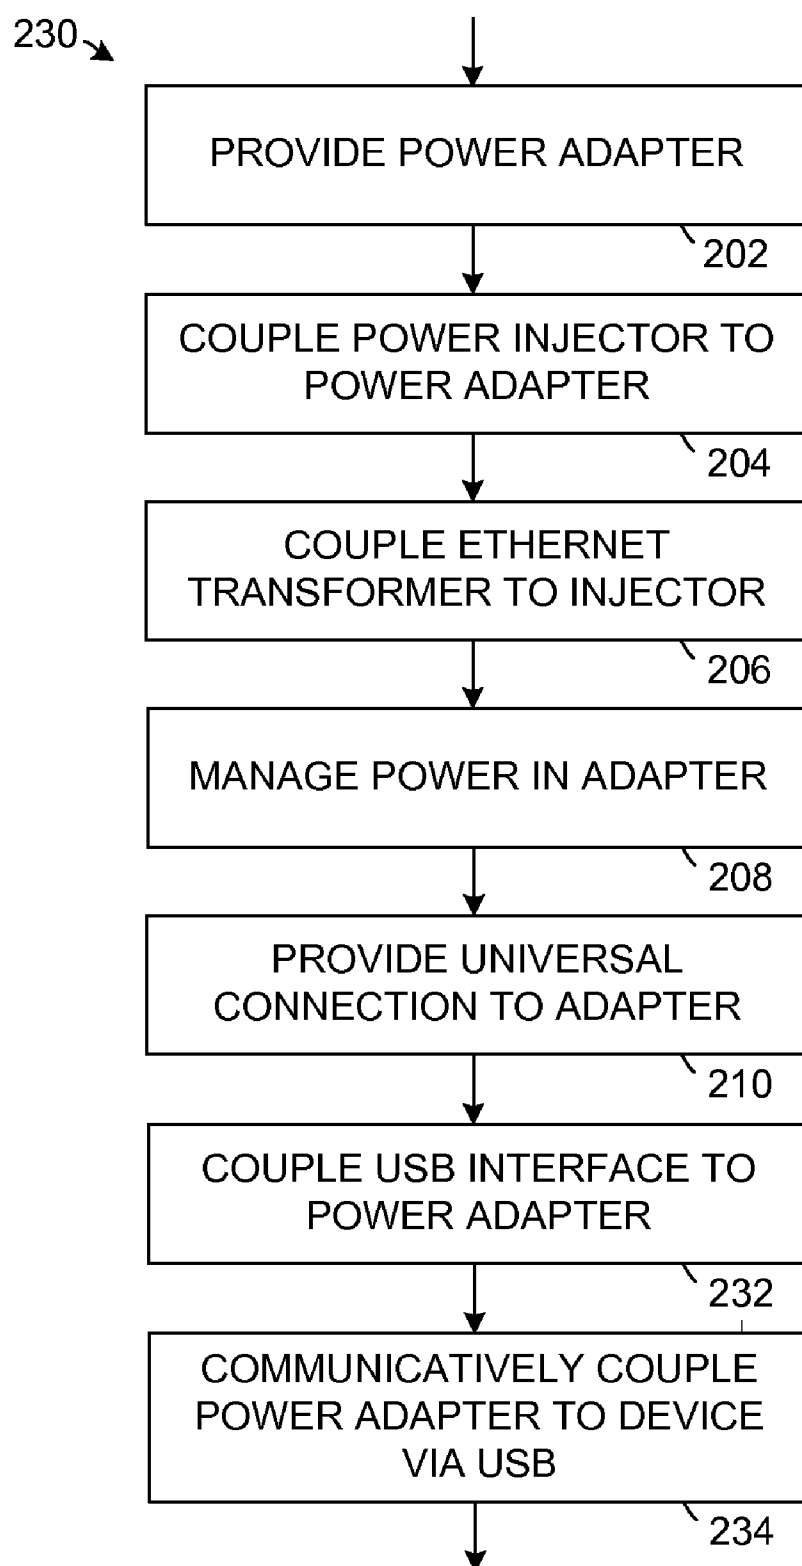 230
PROVIDE POWER ADAPTER
202
COUPLE POWER INJECTOR TO
POWER ADAPTER
204
COUPLE ETHERNET
TRANSFORMER TO INJECTOR
206
MANAGE POWER IN ADAPTER
208
PROVIDE UNIVERSAL
CONNECTION TO ADAPTER
210
COUPLE USB INTERFACE TO
POWER ADAPTER
232
COMMUNICATIVELY COUPLE
POWER ADAPTER TO DEVICE
VIA USB
234